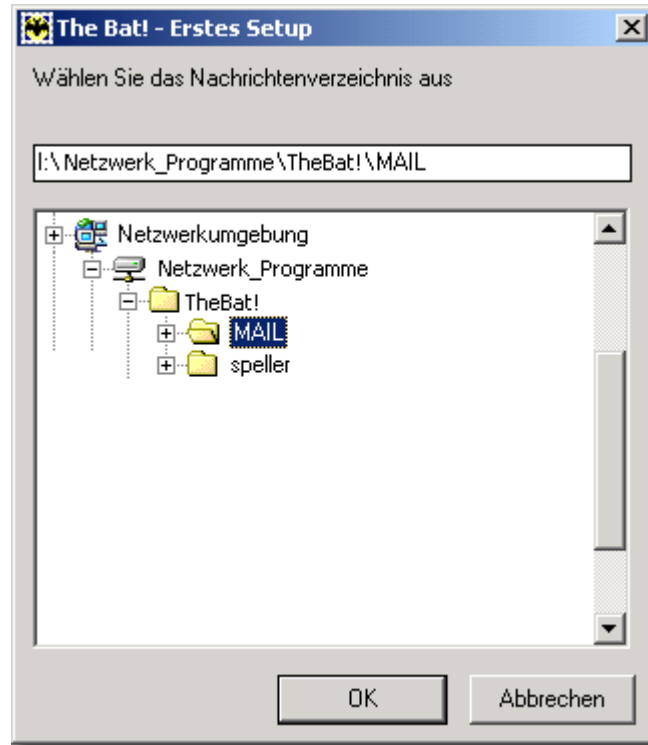 The Bat! - Erstes Setup
Wählen Sie das Nachrichtenverzeichnis aus
I:\Netzwerk_Programme\TheBat!\MAIL
Netzwerkumgebung
Netzwerk_Programme
TheBat!
MAIL
speller
OK Abbrechen